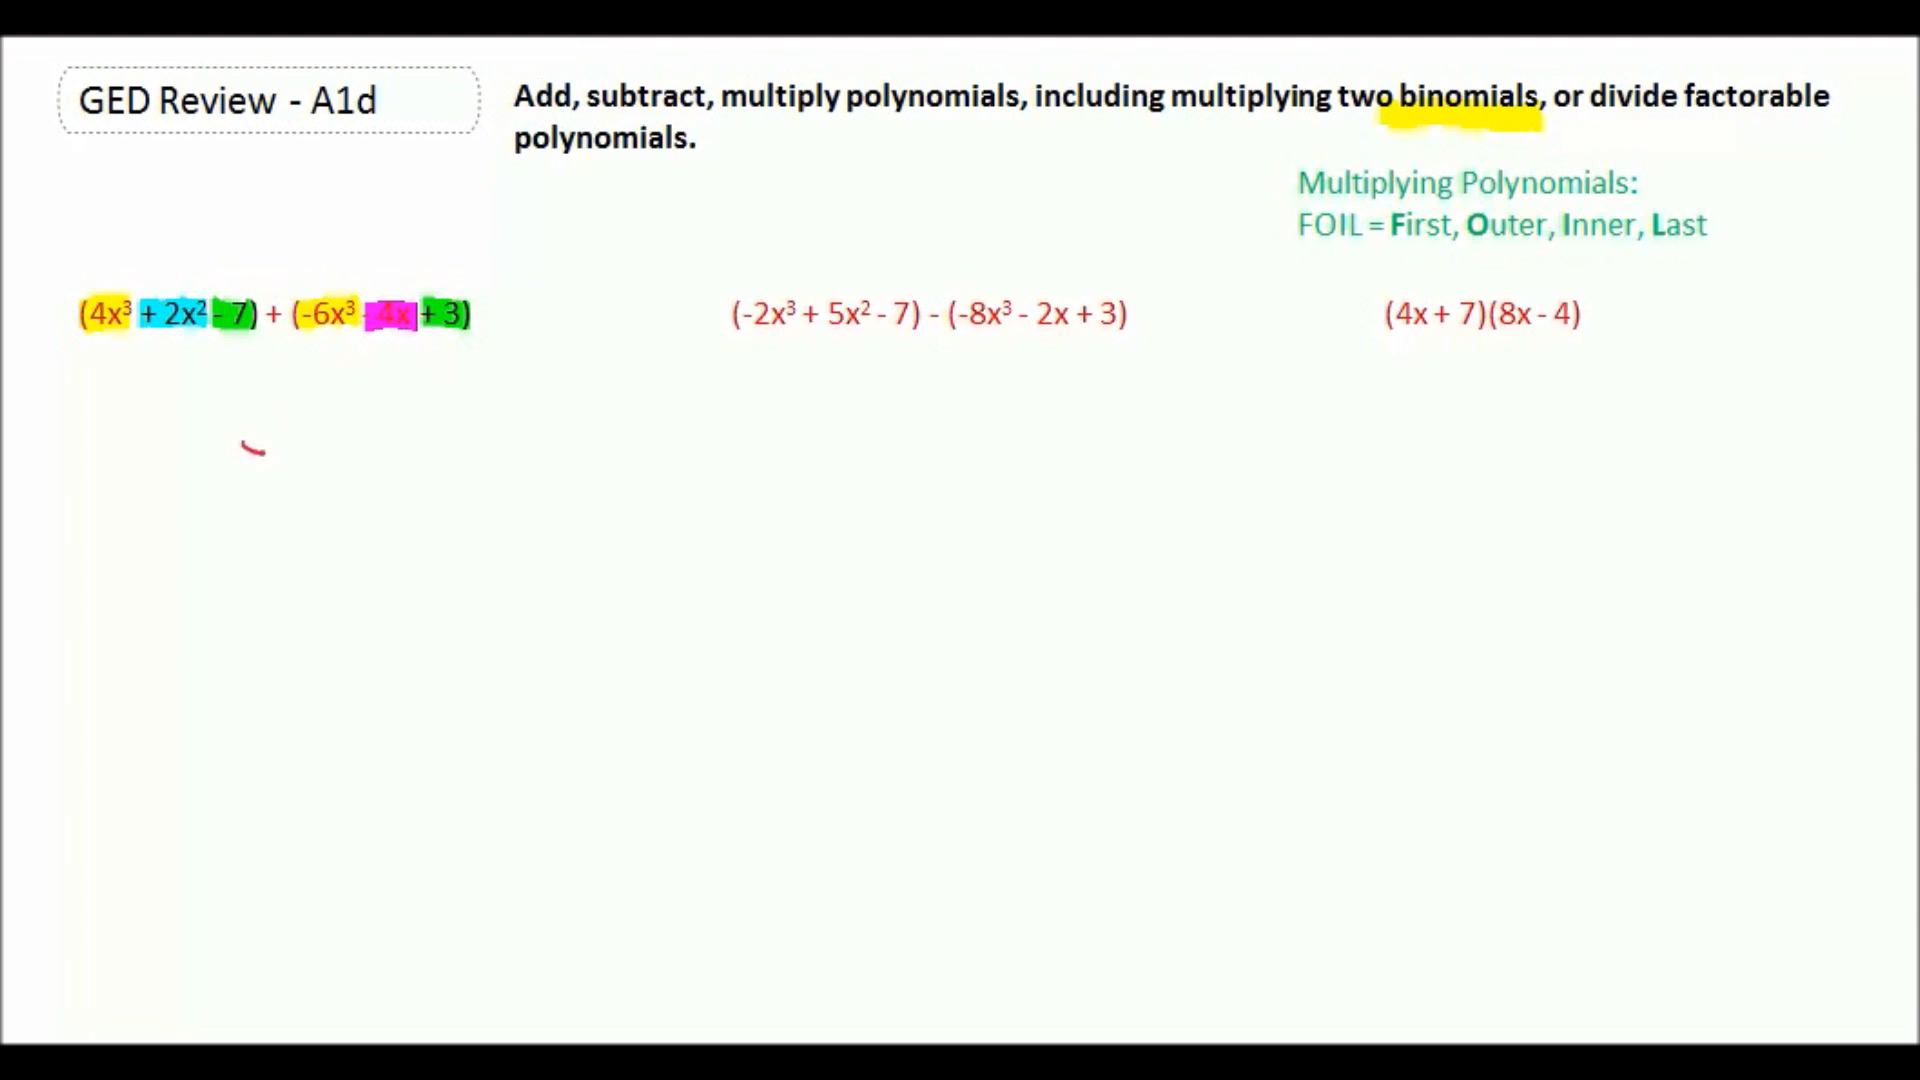 GED Review - A1d
Add, subtract, multiply polynomials, including multiplying two binomials, or divide factorable
polynomials.
Multiplying Polynomials:
FOIL = First, Outer, Inner, Last
(4x³ + 2x² - 7) + (-6x³ - 4x + 3)
(-2x³ + 5x² - 7) - (-8x³ - 2x + 3)
(4x + 7)(8x - 4)